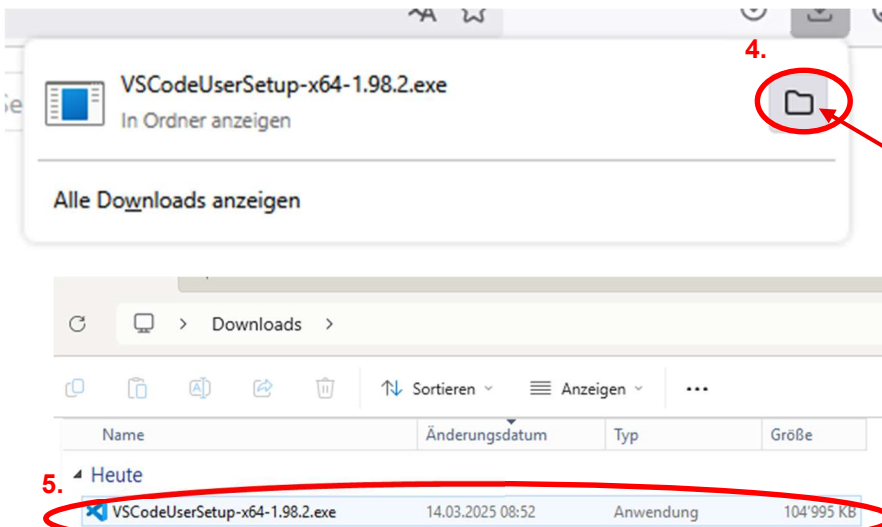 4.
VSCodeUserSetup-x64-1.98.2.exe
In Ordner anzeigen
Alle Downloads anzeigen
Downloads
Sortieren Anzeigen
Name Änderungsdatum Typ Größe
Heute
5.
VSCodeUserSetup-x64-1.98.2.exe 14.03.2025 08:52 Anwendung 104'995 KB